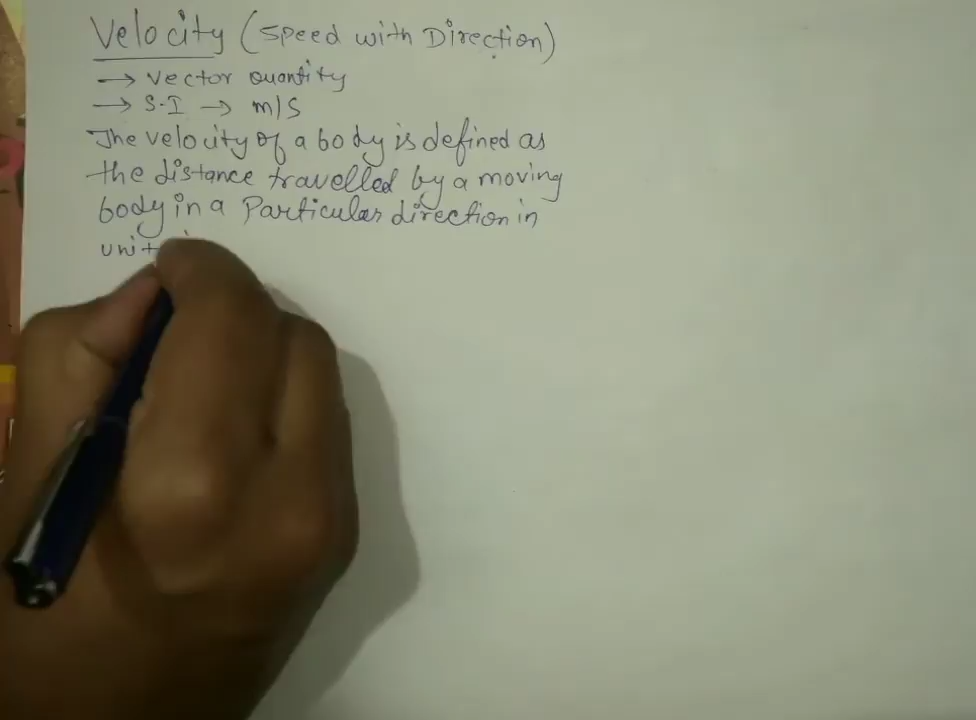 Velocity (speed with Direction)
→ vector quantity
→ S.I → m/s
The velocity of a body is defined as
the distance travelled by a moving
body in a Particular direction in
unit